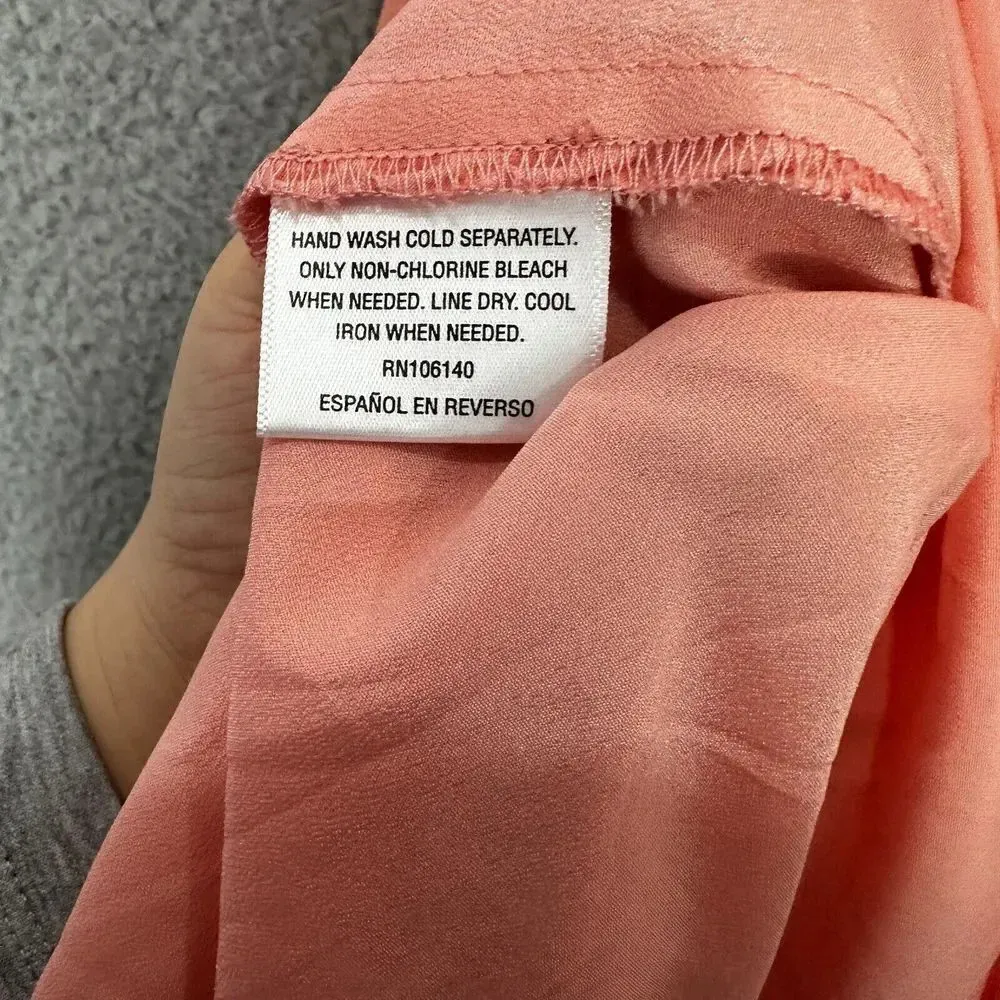 HAND WASH COLD SEPARATELY.
ONLY NON-CHLORINE BLEACH
WHEN NEEDED. LINE DRY. COOL
IRON WHEN NEEDED.
RN106140
ESPAÑOL EN REVERSO